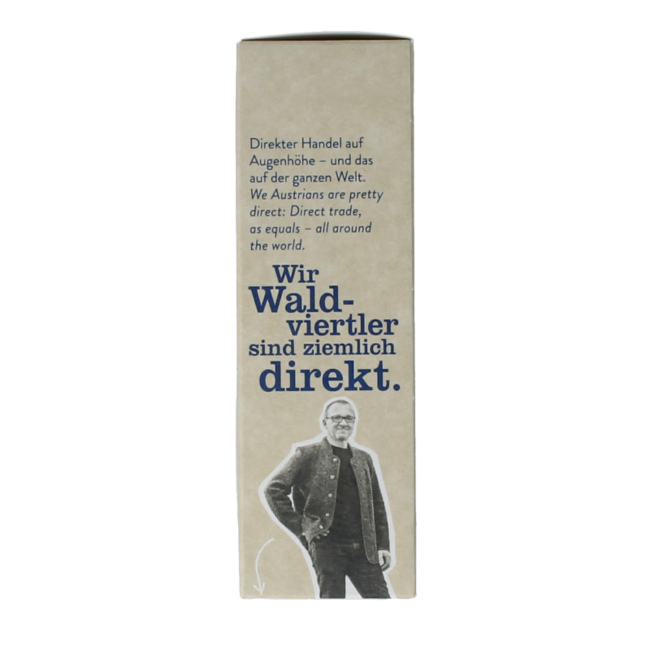 Direkter Handel auf
Augenhöhe – und das
auf der ganzen Welt.
We Austrians are pretty
direct: Direct trade,
as equals – all around
the world.
Wir
Wald-
viertler
sind ziemlich
direkt.